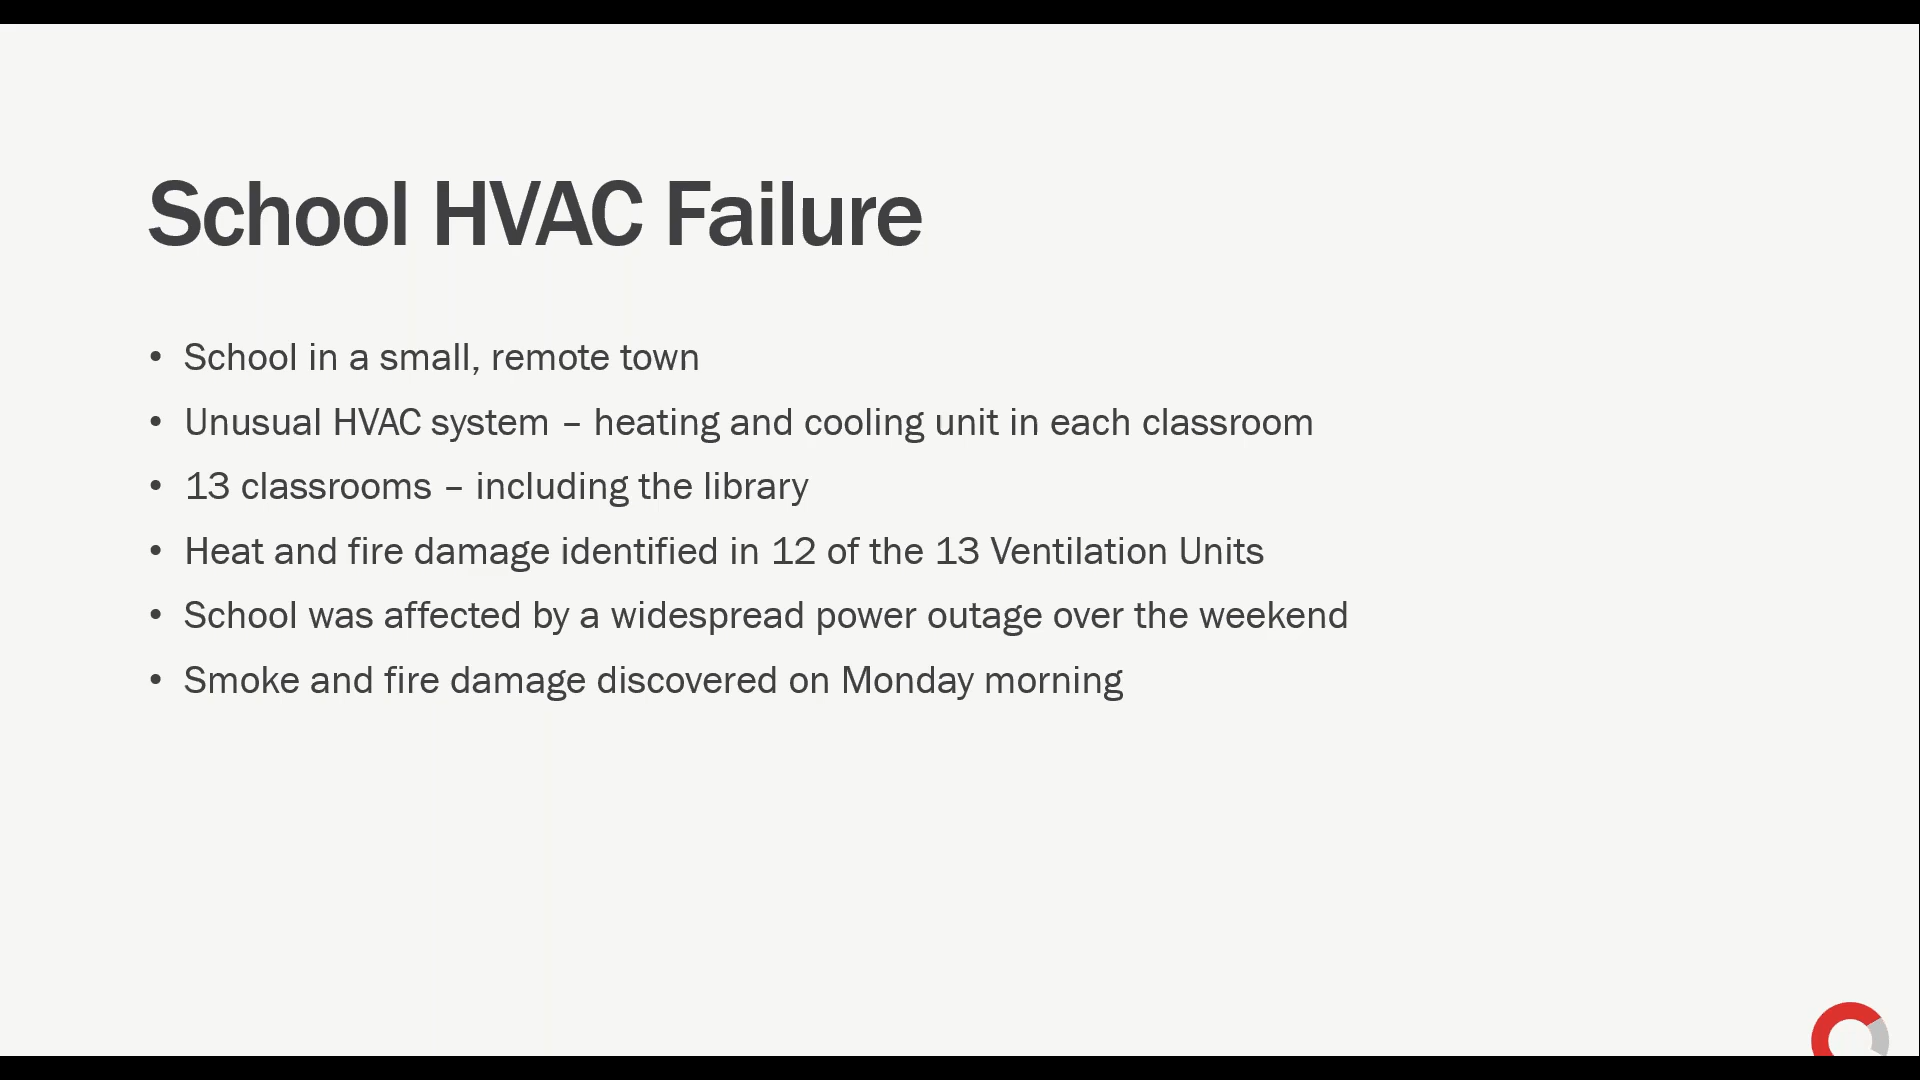 School HVAC Failure
• School in a small, remote town
• Unusual HVAC system – heating and cooling unit in each classroom
• 13 classrooms – including the library
• Heat and fire damage identified in 12 of the 13 Ventilation Units
• School was affected by a widespread power outage over the weekend
• Smoke and fire damage discovered on Monday morning